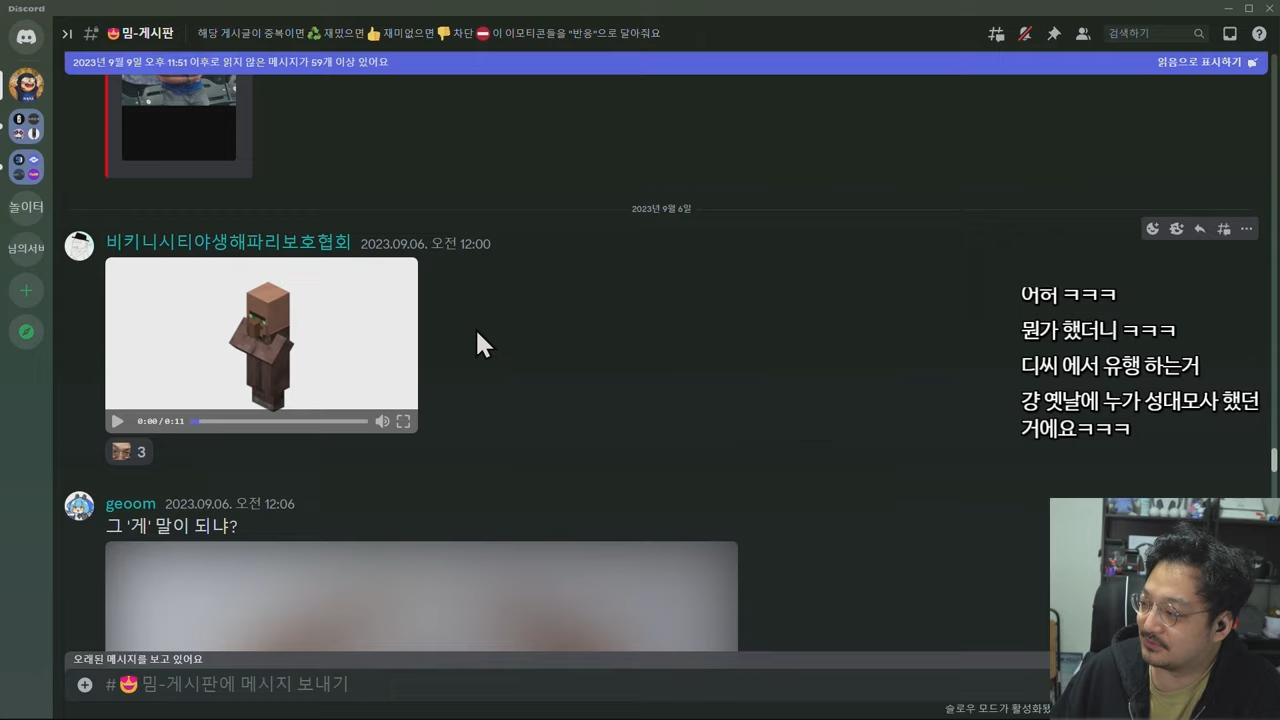 Discord
밈-게시판
해당 게시글이 중복이면 ♻️ 재밌으면 👍 재미없으면 👎 차단 ⛔ 이 이모티콘들을 "반응"으로 달아줘요
검색하기
2023년 9월 9일 오후 11:51 이후로 읽지 않은 메시지가 59개 이상 있어요
읽음으로 표시하기
놀이터
님의서버
2023년 9월 6일
비키니시티야생해파리보호협회 2023.09.06. 오전 12:00
0:00/0:11
3
어허 ㅋㅋㅋ
뭔가 했더니 ㅋㅋㅋ
디씨 에서 유행 하는거
걍 옛날에 누가 성대모사 했던
거에요ㅋㅋㅋ
geoom 2023.09.06. 오전 12:06
그 '게' 말이 되냐?
오래된 메시지를 보고 있어요
#😍밈-게시판에 메시지 보내기
슬로우 모드가 활성화됐